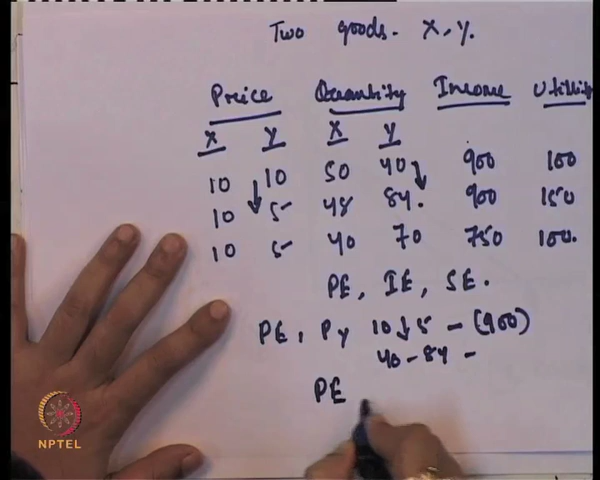 Two goods. X, Y.
Price Quantity Income Utility
X Y X Y
10 10 50 40 900 100
10 5 48 84. 900 150
10 5 40 70 750 100.
PE, IE, SE.
PE, Py 10 ↓ 5 - (900)
40 - 84 -
PE
NPTEL